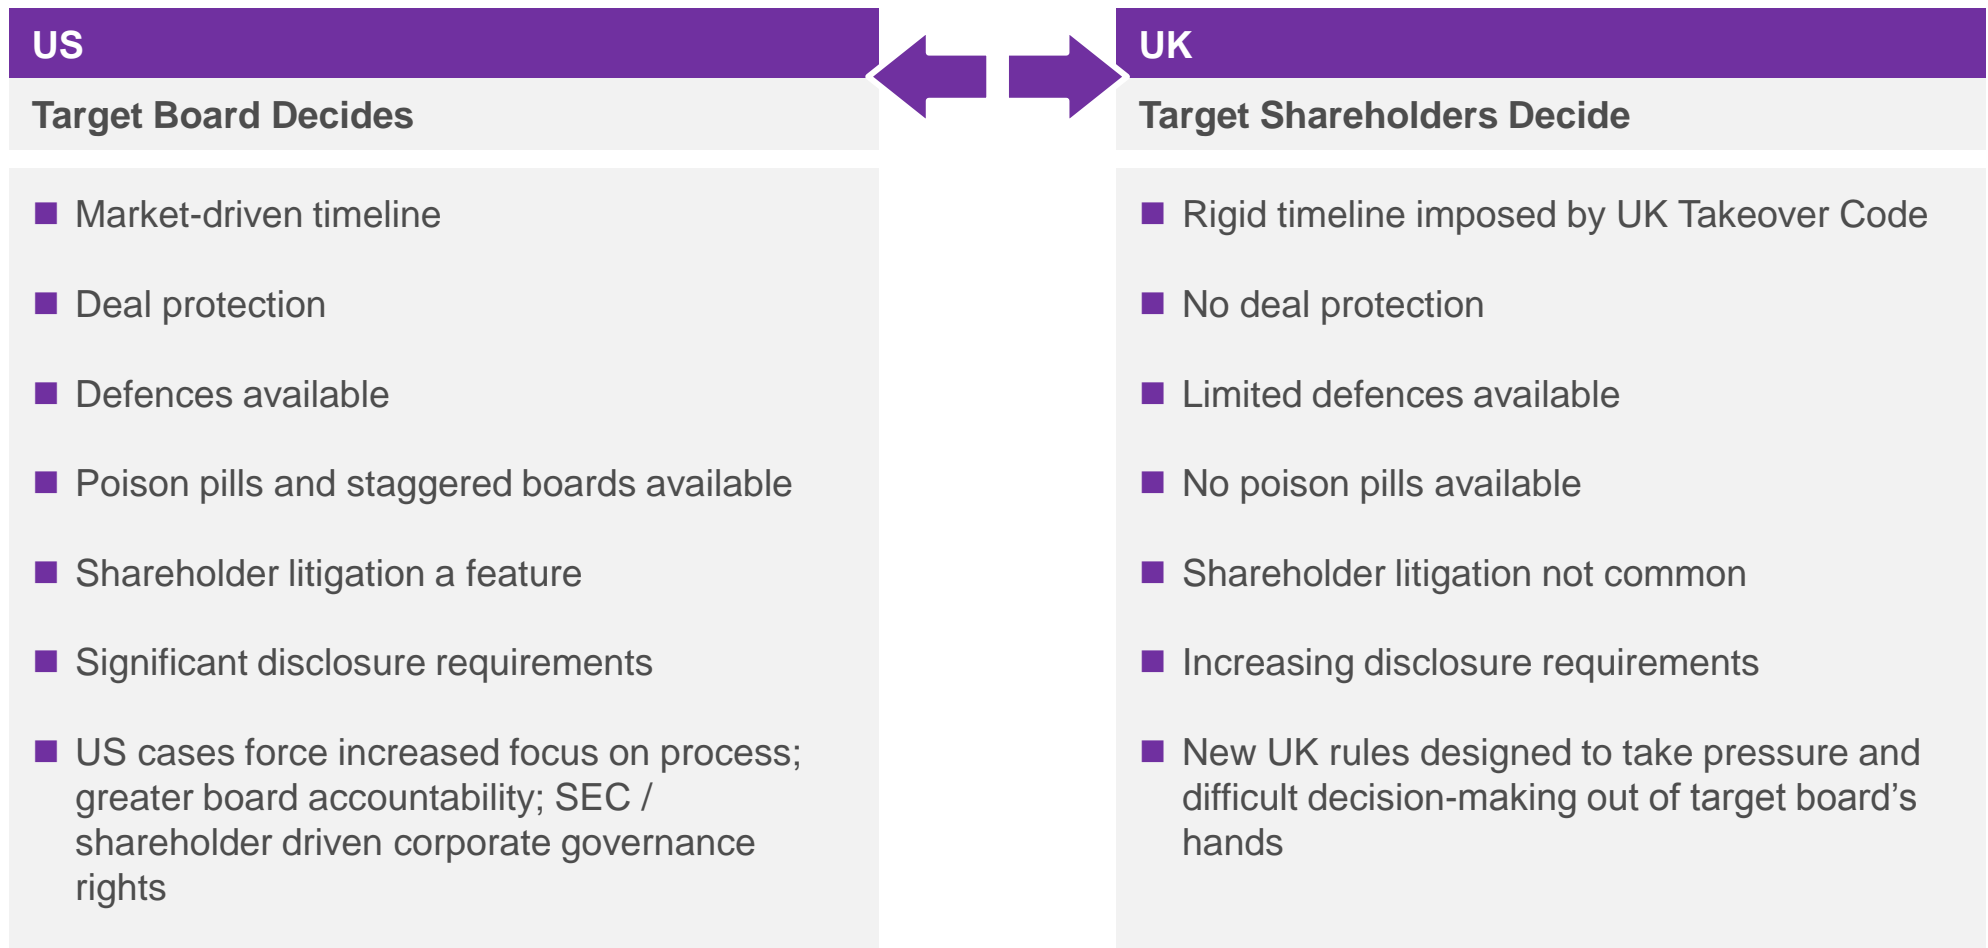 US
Target Board Decides
Market-driven timeline
Deal protection
Defences available
Poison pills and staggered boards available
Shareholder litigation a feature
Significant disclosure requirements
US cases force increased focus on process;
greater board accountability; SEC /
shareholder driven corporate governance
rights
UK
Target Shareholders Decide
Rigid timeline imposed by UK Takeover Code
No deal protection
Limited defences available
No poison pills available
Shareholder litigation not common
Increasing disclosure requirements
New UK rules designed to take pressure and
difficult decision-making out of target board’s
hands